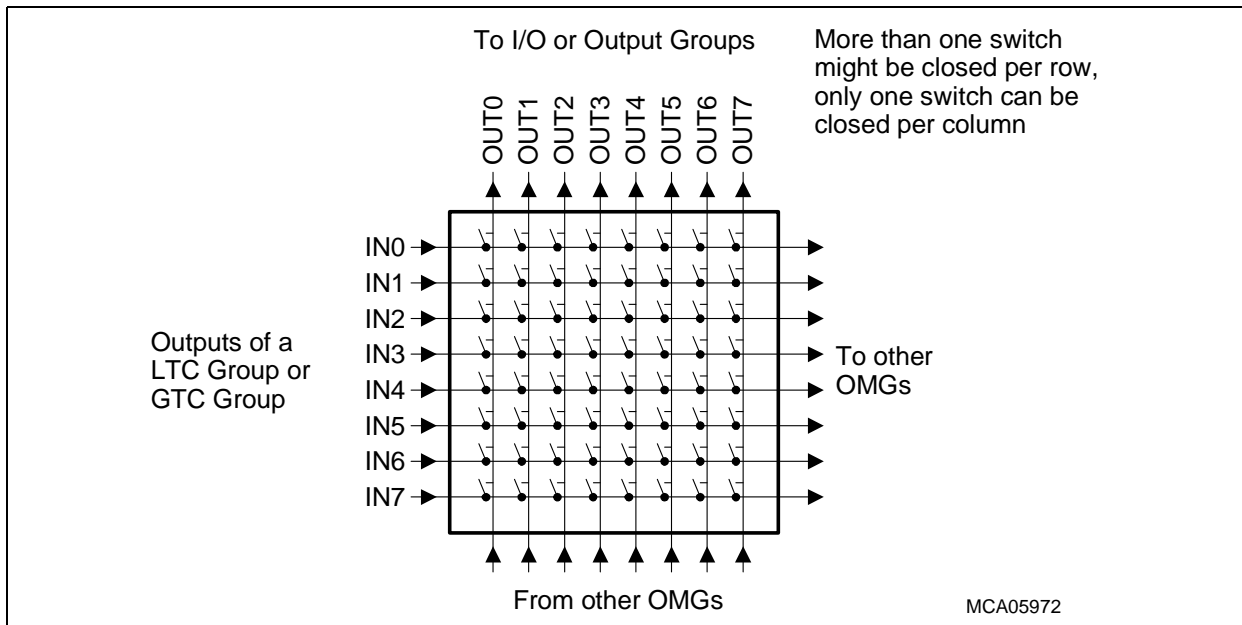 To I/O or Output Groups
More than one switch
might be closed per row,
only one switch can be
closed per column
OUT0
OUT1
OUT2
OUT3
OUT4
OUT5
OUT6
OUT7
IN0
IN1
IN2
IN3
IN4
IN5
IN6
IN7
Outputs of a
LTC Group or
GTC Group
To other
OMGs
From other OMGs
MCA05972